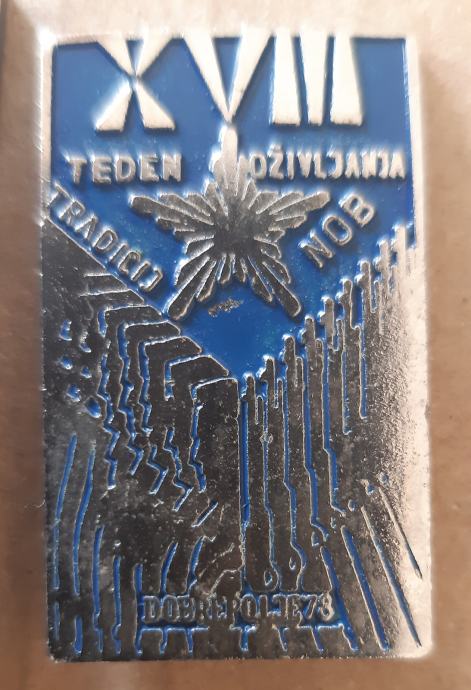 XVIII
TEDEN OŽIVLJANJA
TRADICIJ NOB
DOBREPOLJE 78